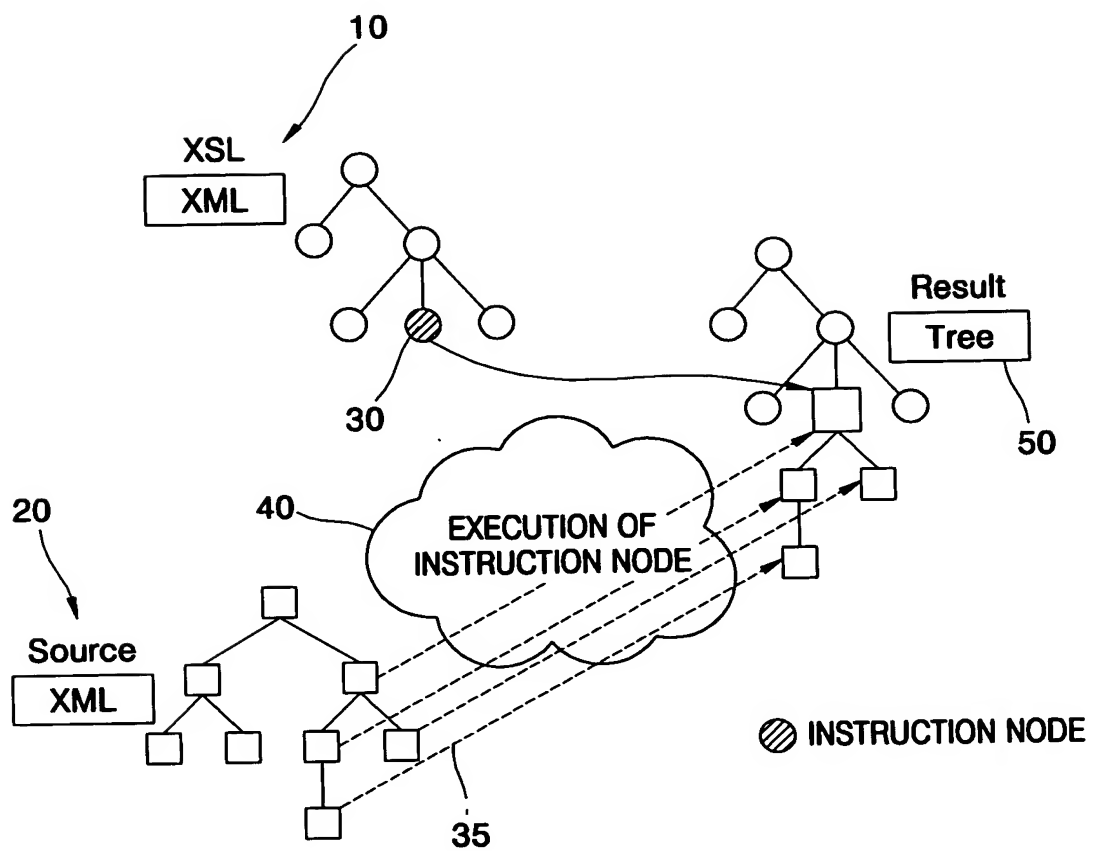 10
XSL
XML
Result
Tree
30
50
20
40
EXECUTION OF
INSTRUCTION NODE
Source
XML
INSTRUCTION NODE
35